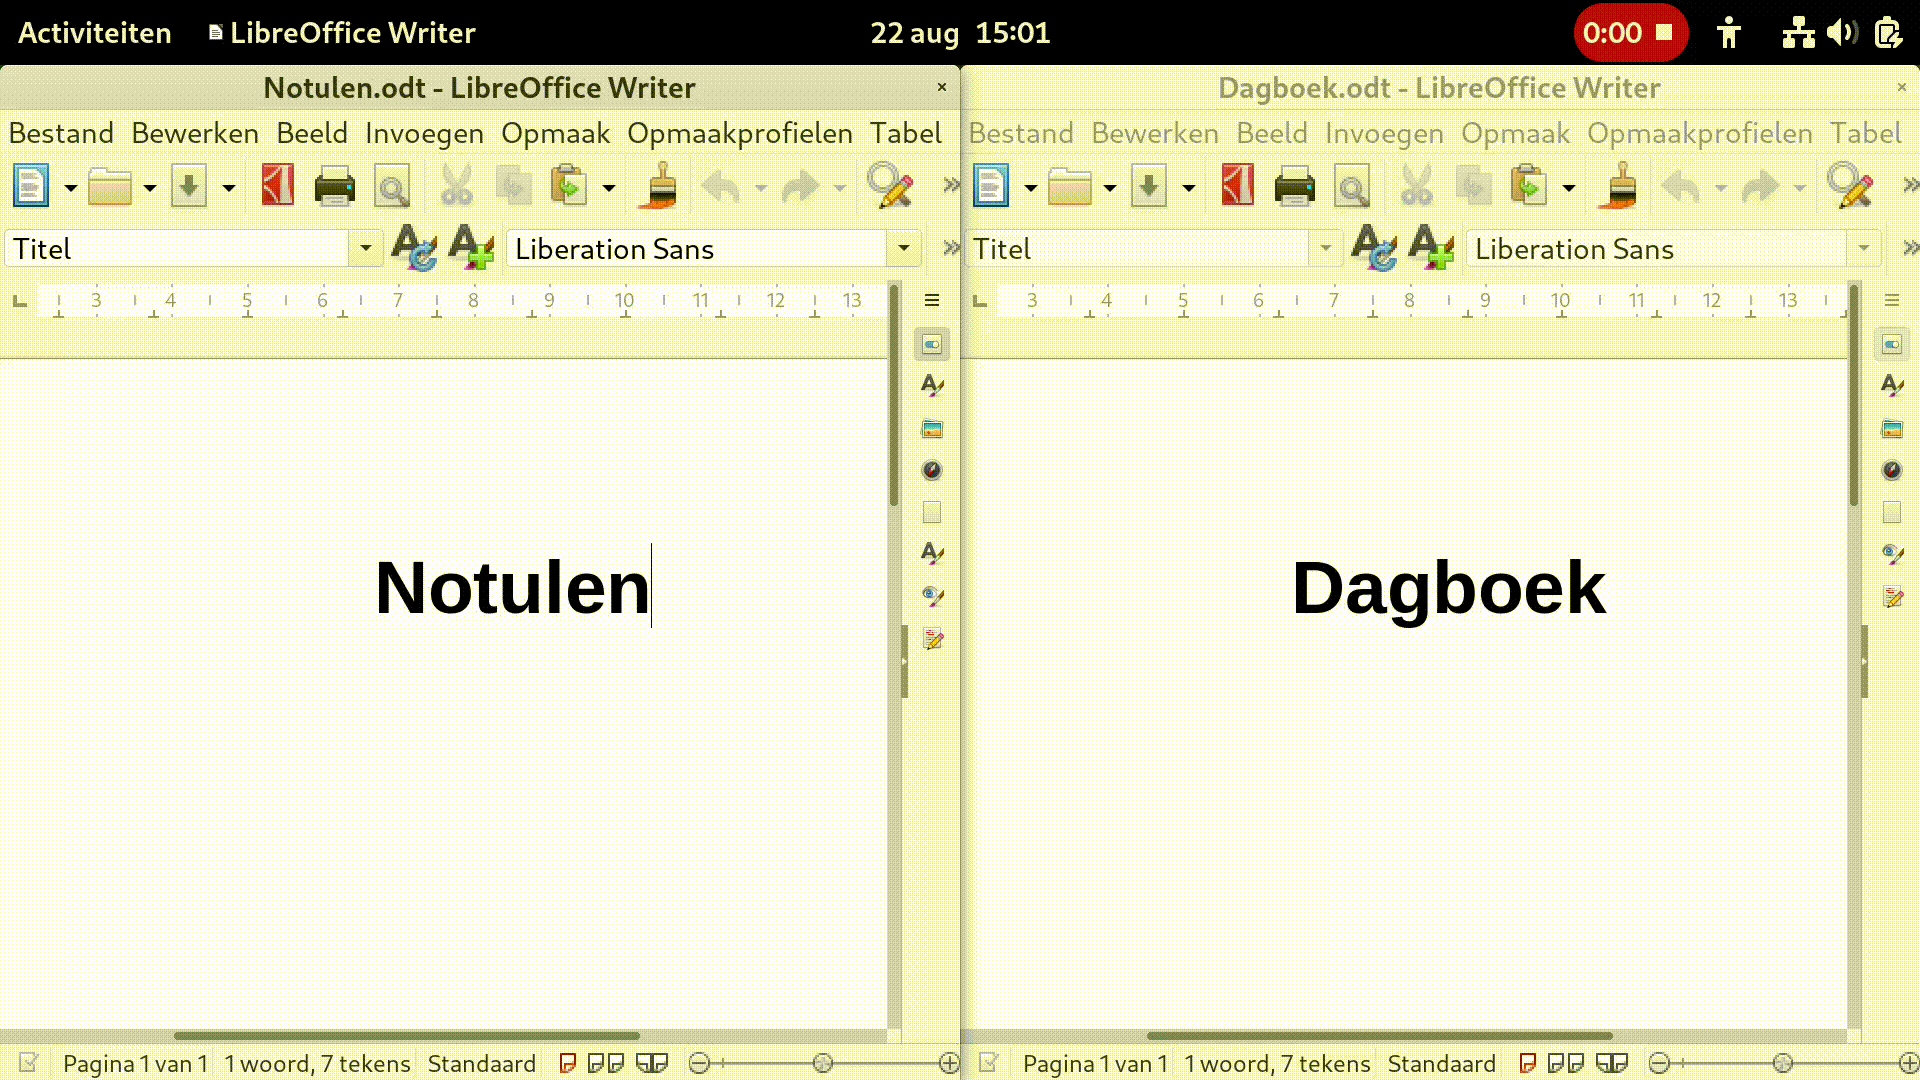 Activiteiten LibreOffice Writer 22 aug 15:01 0:00
Notulen.odt - LibreOffice Writer
Bestand Bewerken Beeld Invoegen Opmaak Opmaakprofielen Tabel
Titel Liberation Sans
3 4 5 6 7 8 9 10 11 12 13
Notulen
Pagina 1 van 1 1 woord, 7 tekens Standaard
Dagboek.odt - LibreOffice Writer
Bestand Bewerken Beeld Invoegen Opmaak Opmaakprofielen Tabel
Titel Liberation Sans
3 4 5 6 7 8 9 10 11 12 13
Dagboek
Pagina 1 van 1 1 woord, 7 tekens Standaard